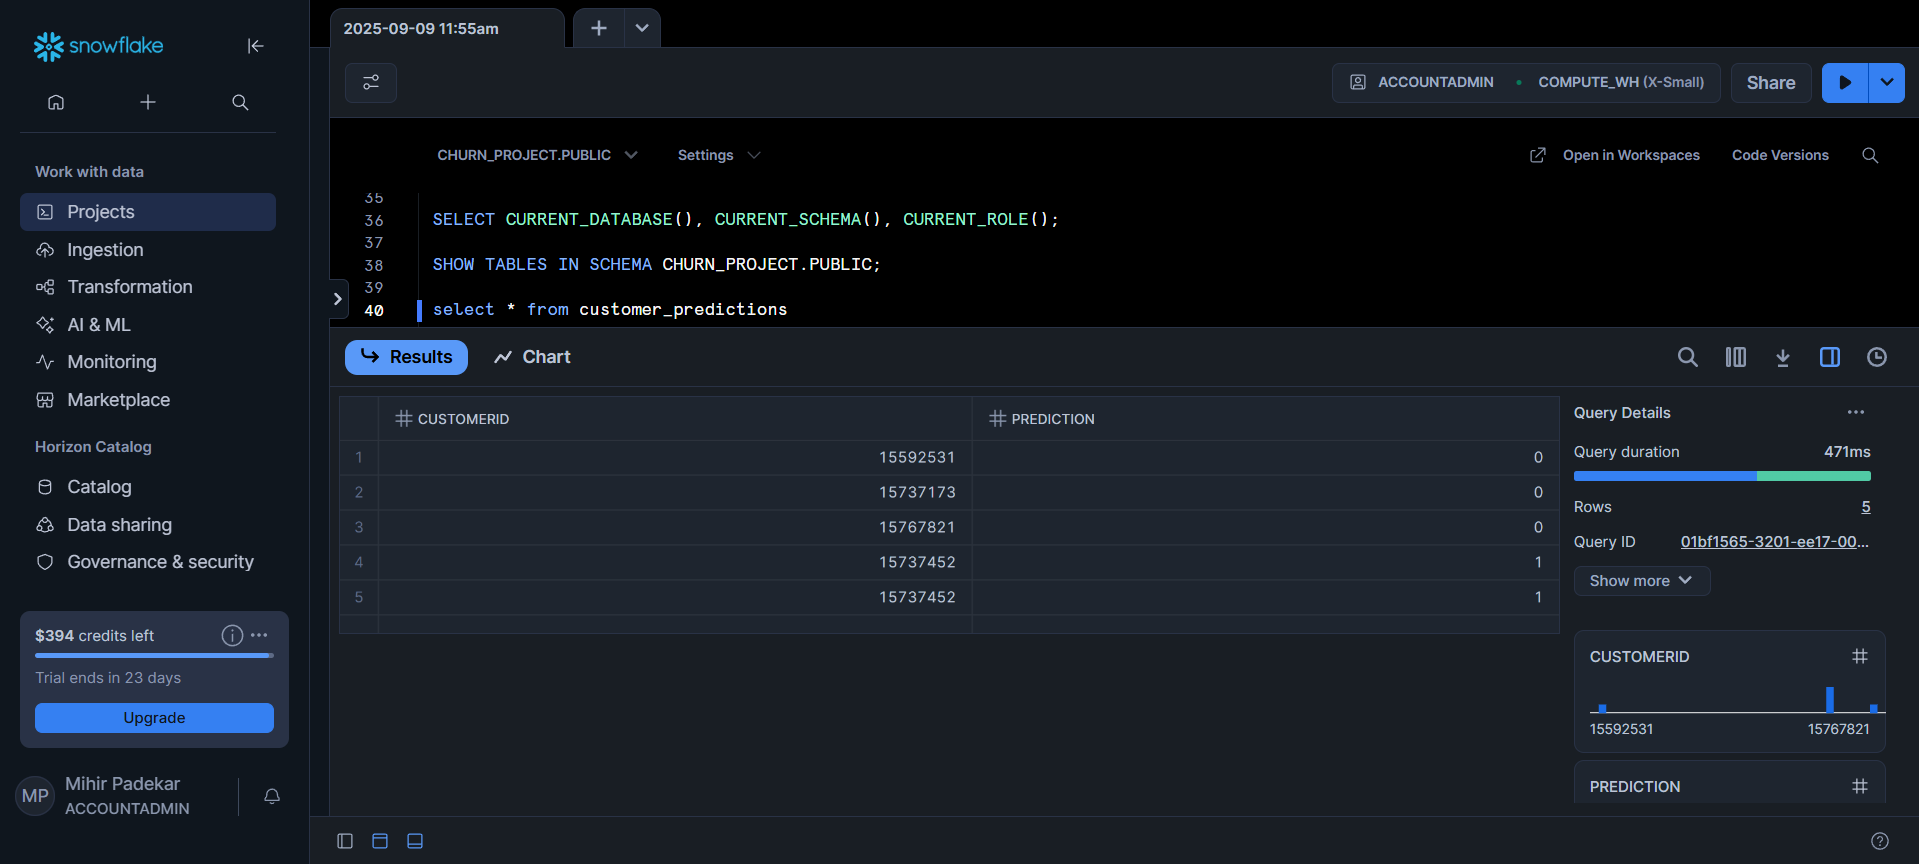 snowflake
Work with data
Projects
Ingestion
Transformation
AI & ML
Monitoring
Marketplace
Horizon Catalog
Catalog
Data sharing
Governance & security
$394 credits left
Trial ends in 23 days
Upgrade
MP
Mihir Padekar
ACCOUNTADMIN
2025-09-09 11:55am
ACCOUNTADMIN • COMPUTE_WH (X-Small)
Share
CHURN_PROJECT.PUBLIC
Settings
Open in Workspaces
Code Versions
35
36 SELECT CURRENT_DATABASE(), CURRENT_SCHEMA(), CURRENT_ROLE();
37
38 SHOW TABLES IN SCHEMA CHURN_PROJECT.PUBLIC;
39
40 select * from customer_predictions
Results
Chart
# CUSTOMERID # PREDICTION
1 15592531 0
2 15737173 0
3 15767821 0
4 15737452 1
5 15737452 1
Query Details
Query duration 471ms
Rows 5
Query ID 01bf1565-3201-ee17-00...
Show more
CUSTOMERID #
15592531 15767821
PREDICTION #